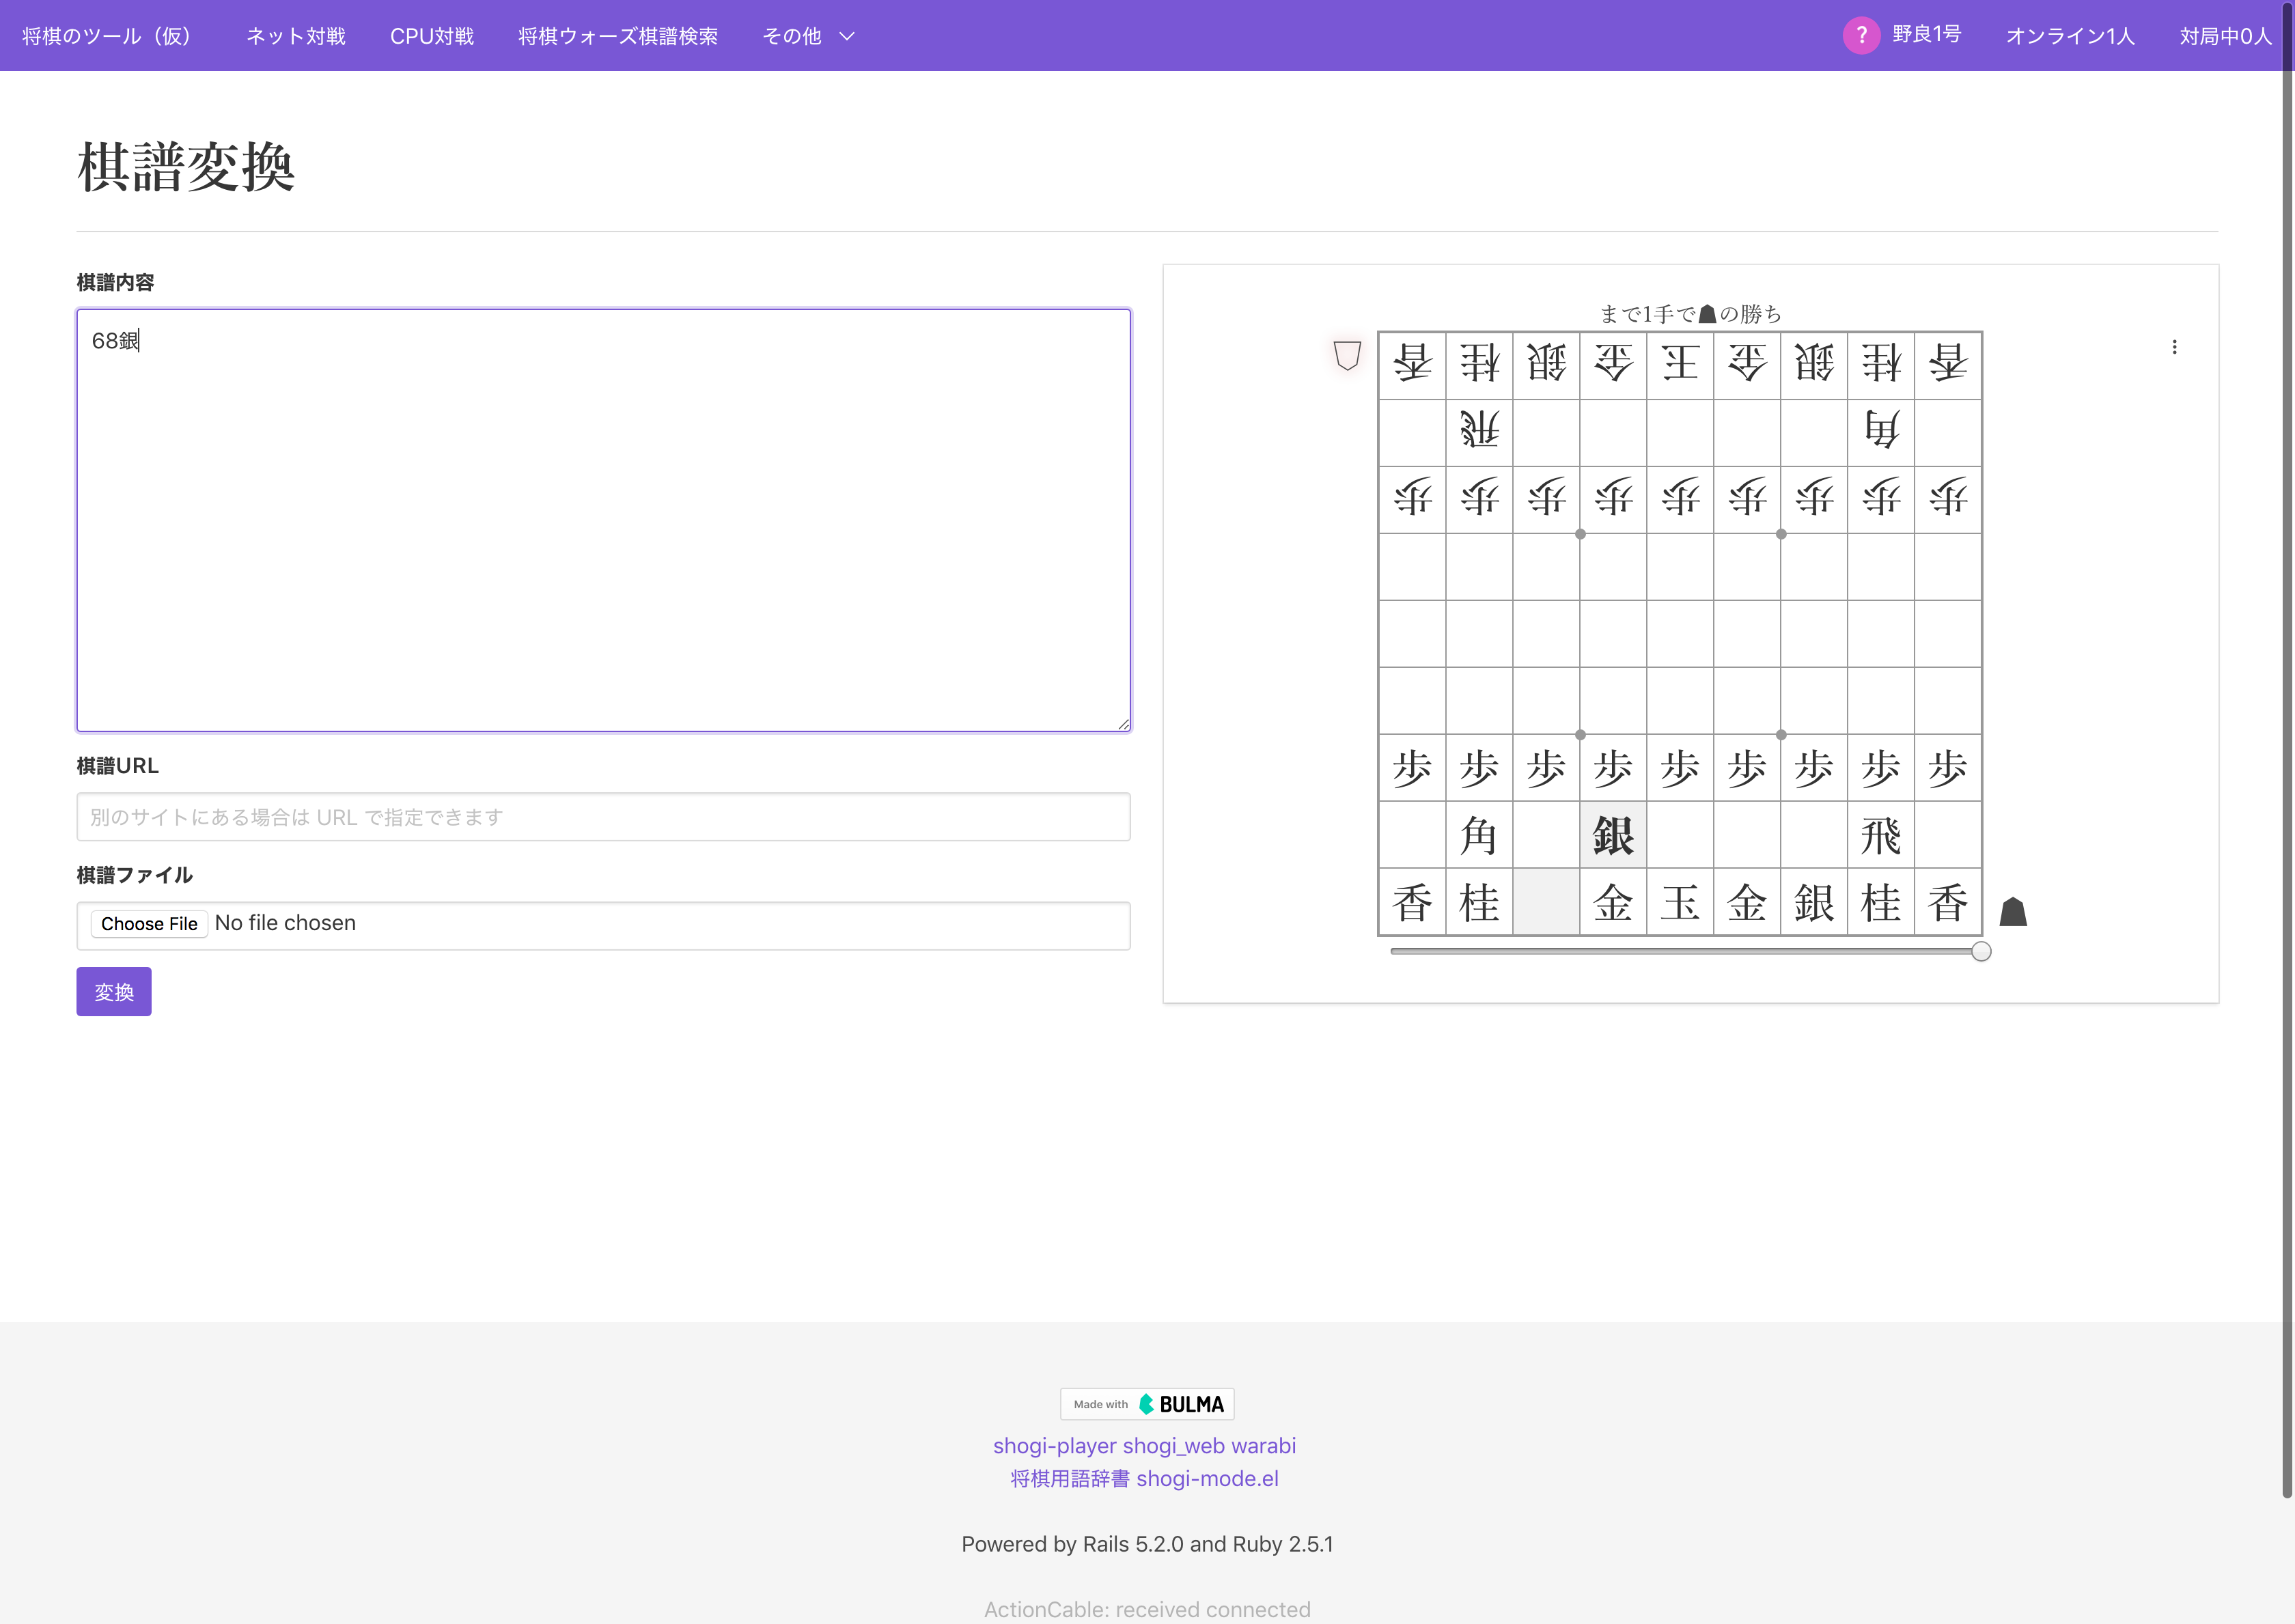 将棋のツール（仮） ネット対戦 CPU対戦 将棋ウォーズ棋譜検索 その他 ? 野良1号 オンライン1人 対局中0人
棋譜変換
棋譜内容
68銀
棋譜URL
別のサイトにある場合は URL で指定できます
棋譜ファイル
Choose File No file chosen
変換
まで1手で☗の勝ち
香桂銀金王金銀桂香
飛角
歩歩歩歩歩歩歩歩歩
歩歩歩歩歩歩歩歩歩
角銀飛
香桂金玉金銀桂香
Made with BULMA
shogi-player shogi_web warabi
将棋用語辞書 shogi-mode.el
Powered by Rails 5.2.0 and Ruby 2.5.1
ActionCable: received connected